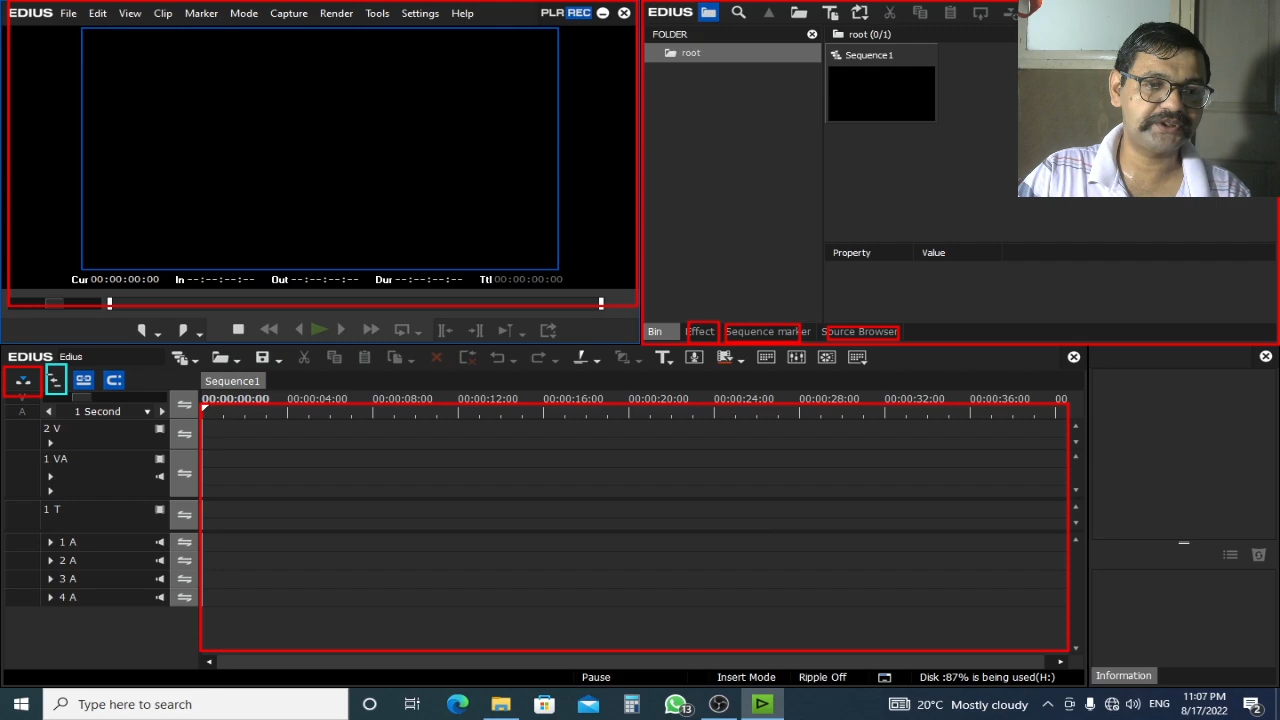 EDIUS File Edit View Clip Marker Mode Capture Render Tools Settings Help PLR REC
EDIUS
FOLDER
root (0/1)
root
Sequence1
Cur 00:00:00:00 In --:--:--:-- Out --:--:--:-- Dur --:--:--:-- Ttl 00:00:00:00
Property Value
Bin Effect Sequence marker Source Browser
EDIUS Edius
Sequence1
V
00:00:00:00 00:00:04:00 00:00:08:00 00:00:12:00 00:00:16:00 00:00:20:00 00:00:24:00 00:00:28:00 00:00:32:00 00:00:36:00 00
A 1 Second
2 V
1 VA
1 T
1 A
2 A
3 A
4 A
Pause Insert Mode Ripple Off Disk :87% is being used(H:)
Information
Type here to search
13
20°C Mostly cloudy
ENG
11:07 PM
8/17/2022
2